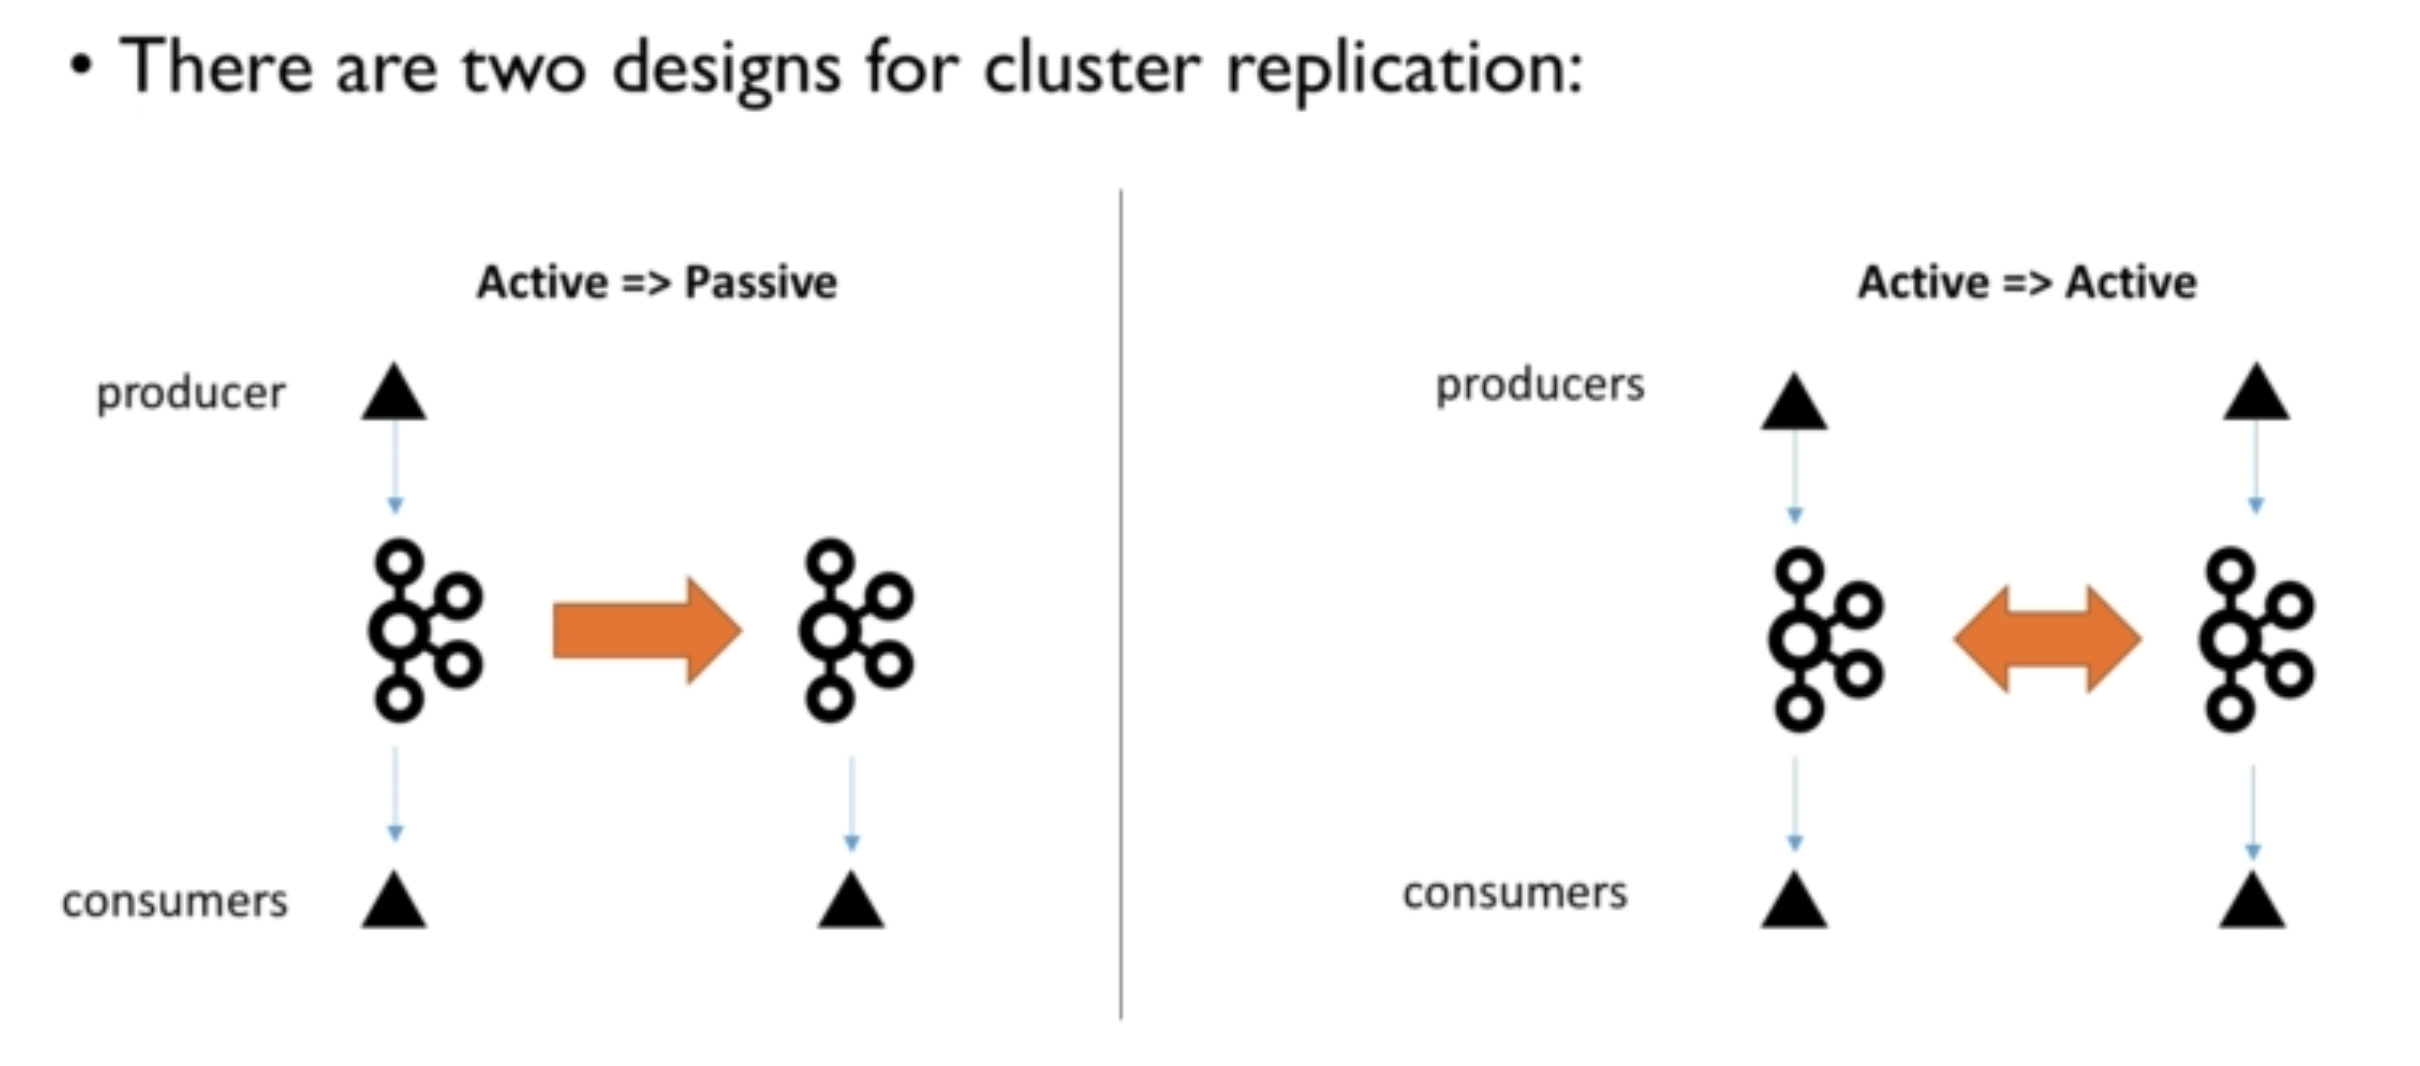 • There are two designs for cluster replication:
Active => Passive
producer
consumers
Active => Active
producers
consumers